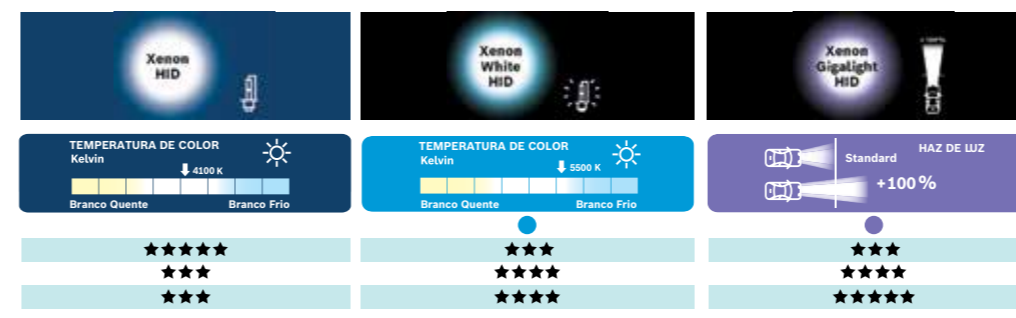 Xenon
HID
Xenon
White
HID
Xenon
Gigalight
HID
TEMPERATURA DE COLOR
Kelvin
4100 K
Branco Quente
Branco Frio
TEMPERATURA DE COLOR
Kelvin
5500 K
Branco Quente
Branco Frio
HAZ DE LUZ
Standard
+100 %
★★★★★
★★★
★★★
★★★
★★★★
★★★★
★★★
★★★★
★★★★★